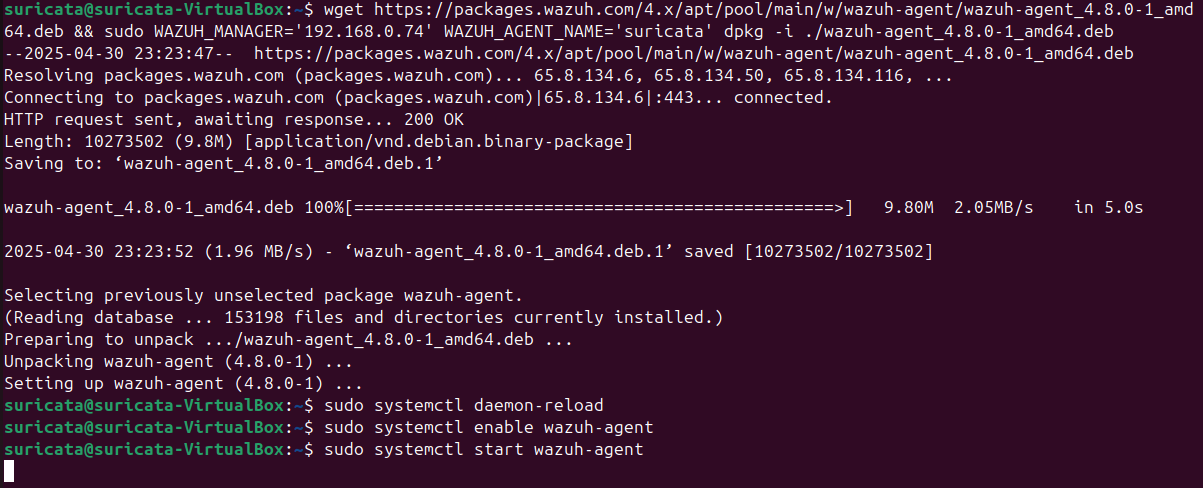 suricata@suricata-VirtualBox:~$ wget https://packages.wazuh.com/4.x/apt/pool/main/w/wazuh-agent/wazuh-agent_4.8.0-1_amd
64.deb && sudo WAZUH_MANAGER='192.168.0.74' WAZUH_AGENT_NAME='suricata' dpkg -i ./wazuh-agent_4.8.0-1_amd64.deb
--2025-04-30 23:23:47--  https://packages.wazuh.com/4.x/apt/pool/main/w/wazuh-agent/wazuh-agent_4.8.0-1_amd64.deb
Resolving packages.wazuh.com (packages.wazuh.com)... 65.8.134.6, 65.8.134.50, 65.8.134.116, ...
Connecting to packages.wazuh.com (packages.wazuh.com)|65.8.134.6|:443... connected.
HTTP request sent, awaiting response... 200 OK
Length: 10273502 (9.8M) [application/vnd.debian.binary-package]
Saving to: ‘wazuh-agent_4.8.0-1_amd64.deb.1’
wazuh-agent_4.8.0-1_amd64.deb 100%[================================================>]   9.80M  2.05MB/s    in 5.0s
2025-04-30 23:23:52 (1.96 MB/s) - ‘wazuh-agent_4.8.0-1_amd64.deb.1’ saved [10273502/10273502]
Selecting previously unselected package wazuh-agent.
(Reading database ... 153198 files and directories currently installed.)
Preparing to unpack .../wazuh-agent_4.8.0-1_amd64.deb ...
Unpacking wazuh-agent (4.8.0-1) ...
Setting up wazuh-agent (4.8.0-1) ...
suricata@suricata-VirtualBox:~$ sudo systemctl daemon-reload
suricata@suricata-VirtualBox:~$ sudo systemctl enable wazuh-agent
suricata@suricata-VirtualBox:~$ sudo systemctl start wazuh-agent